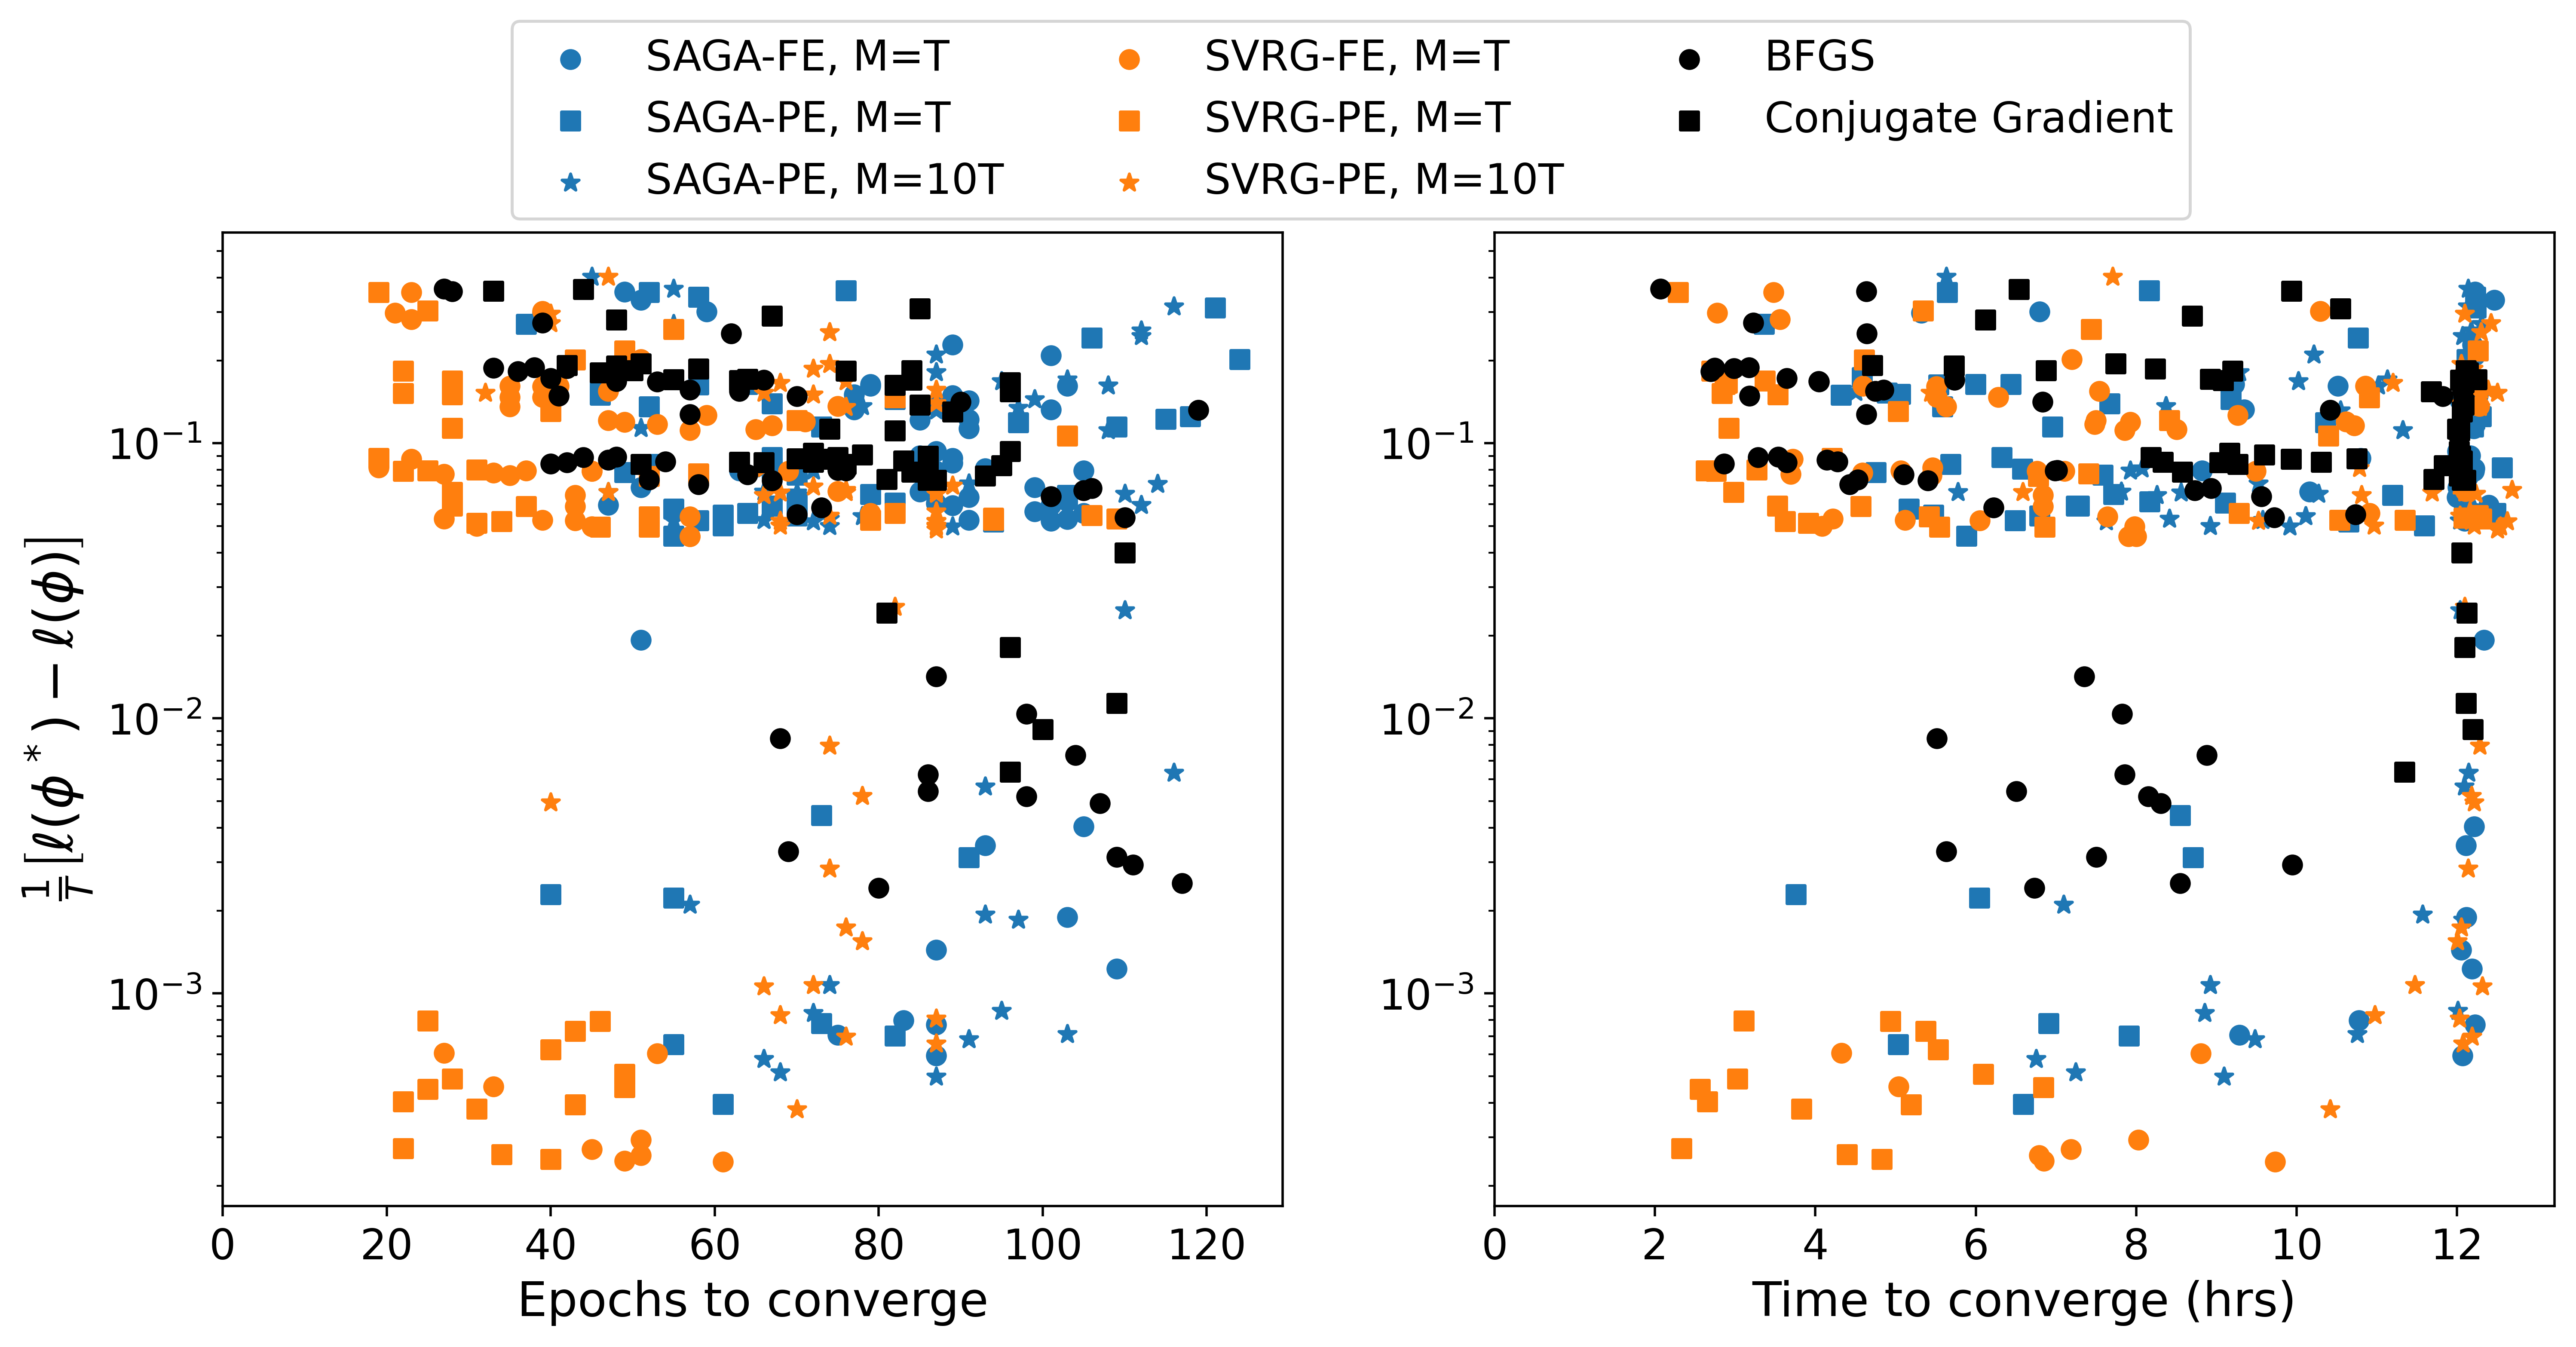 SAGA-FE, M=T
SAGA-PE, M=T
SAGA-PE, M=10T
SVRG-FE, M=T
SVRG-PE, M=T
SVRG-PE, M=10T
BFGS
Conjugate Gradient
1/T [ℓ(ϕ*) − ℓ(ϕ)]
10⁻¹
10⁻²
10⁻³
0 20 40 60 80 100 120
Epochs to converge
10⁻¹
10⁻²
10⁻³
0 2 4 6 8 10 12
Time to converge (hrs)